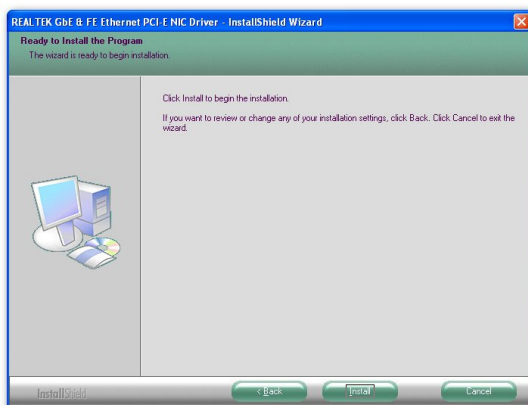 REALTEK GbE & FE Ethernet PCI-E NIC Driver - InstallShield Wizard
Ready to Install the Program
The wizard is ready to begin installation.
Click Install to begin the installation.
If you want to review or change any of your installation settings, click Back. Click Cancel to exit the
wizard.
InstallShield
< Back
Install
Cancel